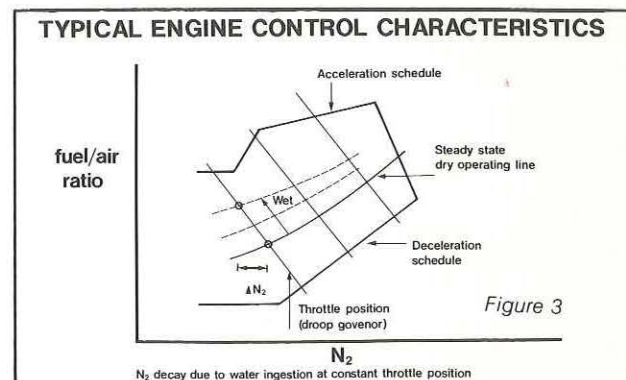 TYPICAL ENGINE CONTROL CHARACTERISTICS
Acceleration schedule
fuel/air
ratio
Steady state
dry operating line
Wet
Deceleration
schedule
▲N₂
Throttle position
(droop govenor)
Figure 3
N₂
N₂ decay due to water ingestion at constant throttle position